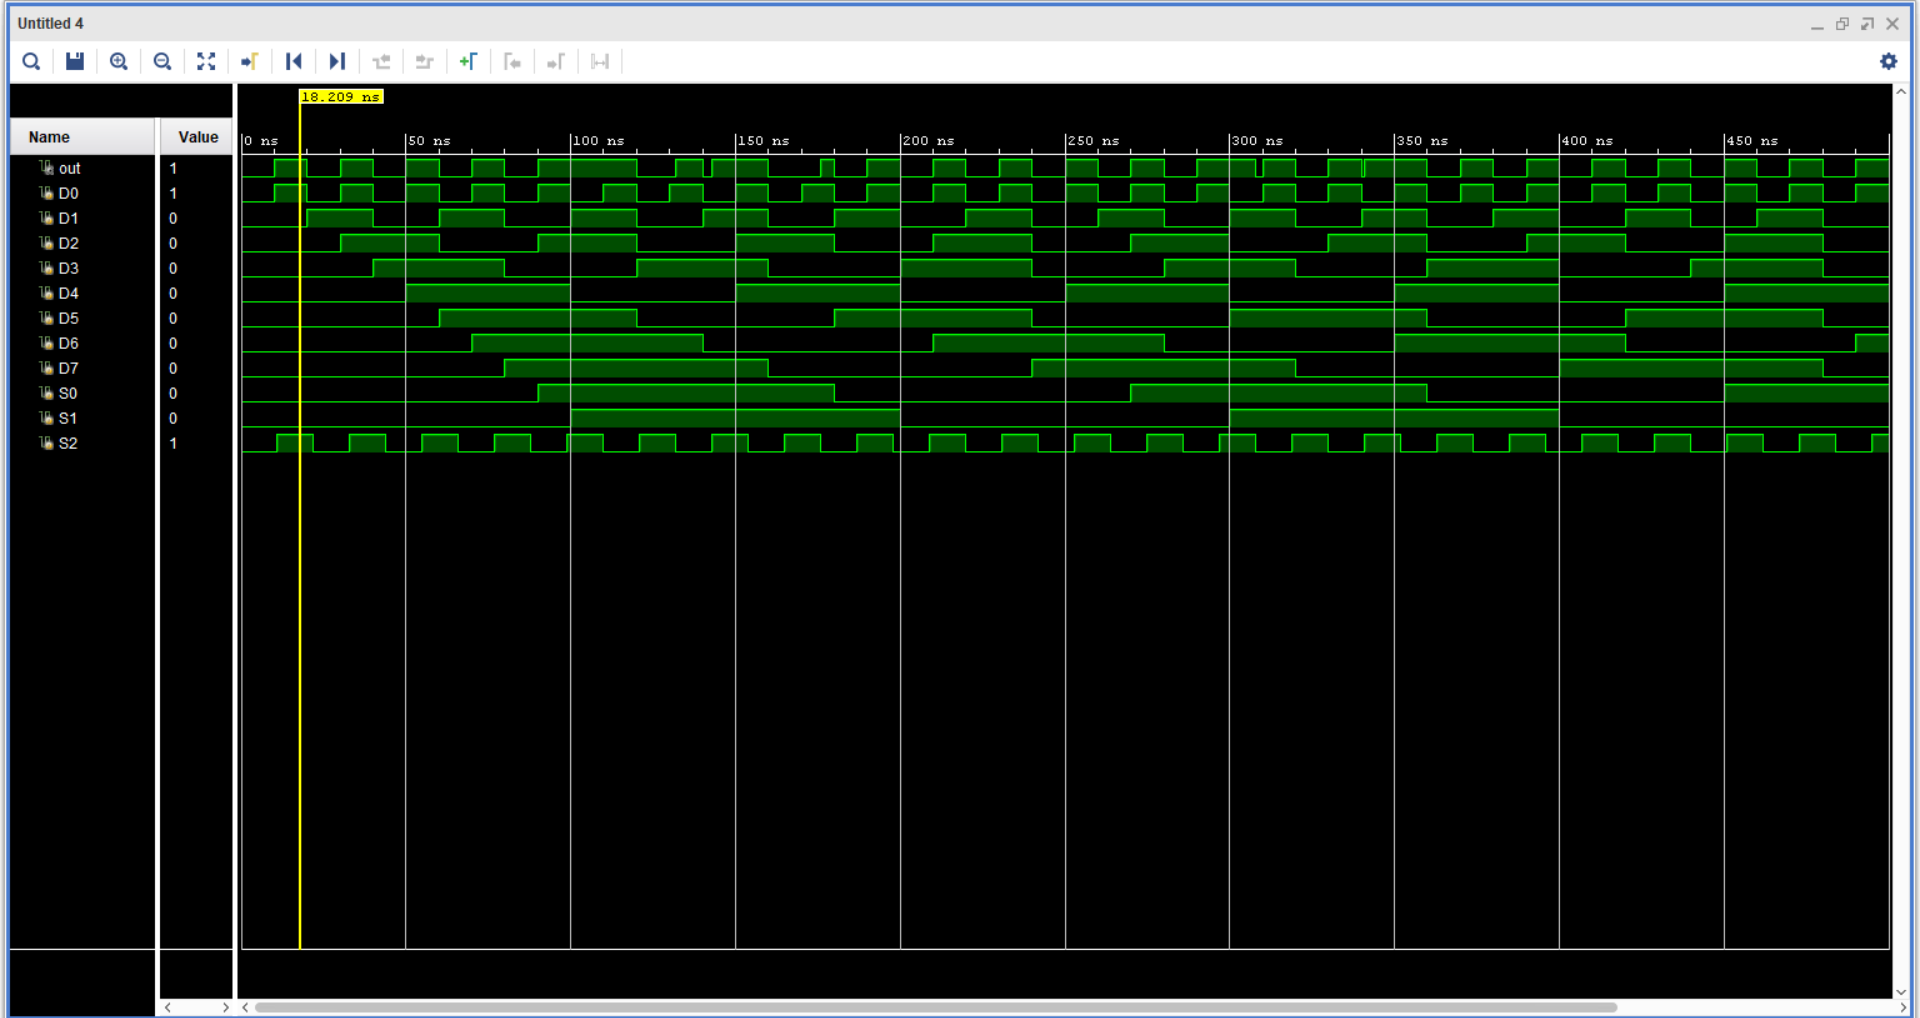 Untitled 4
18.209 ns
Name Value
0 ns 50 ns 100 ns 150 ns 200 ns 250 ns 300 ns 350 ns 400 ns 450 ns
out 1
D0 1
D1 0
D2 0
D3 0
D4 0
D5 0
D6 0
D7 0
S0 0
S1 0
S2 1